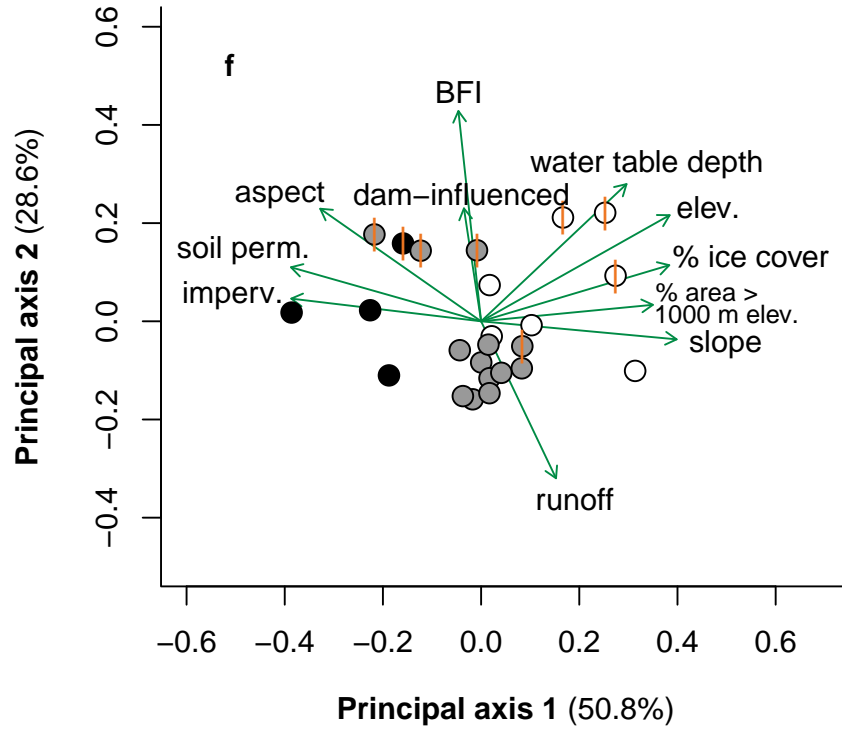 f
BFI
water table depth
aspect
dam−influenced
elev.
soil perm.
% ice cover
imperv.
% area >
1000 m elev.
slope
runoff
0.6
0.4
0.2
0.0
−0.2
−0.4
Principal axis 2 (28.6%)
−0.6 −0.4 −0.2 0.0 0.2 0.4 0.6
Principal axis 1 (50.8%)